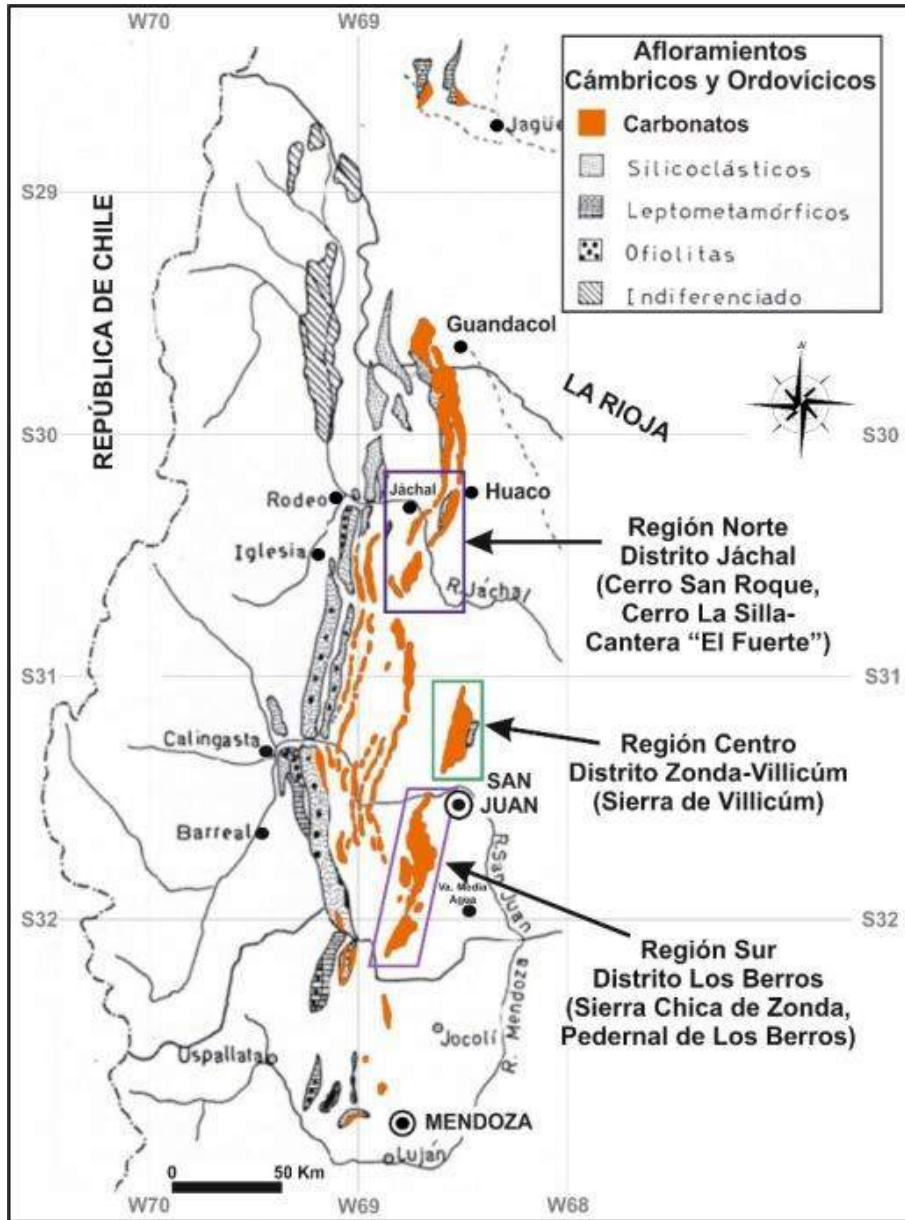 W70
W69
Afloramientos
Cámbricos y Ordovícicos
Carbonatos
Silicoclásticos
Leptometamórficos
Ofiolitas
Indiferenciado
Jagüe
S29
REPÚBLICA DE CHILE
Guandacol
LA RIOJA
N
S30
S30
Rodeo
Jáchal
Huaco
Iglesia
R. Jáchal
Región Norte
Distrito Jáchal
(Cerro San Roque,
Cerro La Silla-
Cantera “El Fuerte”)
S31
S31
Calingasta
Región Centro
Distrito Zonda-Villicúm
(Sierra de Villicúm)
SAN
JUAN
Barreal
R. San Juan
Va. Media
Agua
S32
S32
Región Sur
Distrito Los Berros
(Sierra Chica de Zonda,
Pedernal de Los Berros)
R. Mendoza
Jocolí
Uspallata
MENDOZA
Luján
0
50 Km
W70
W69
W68